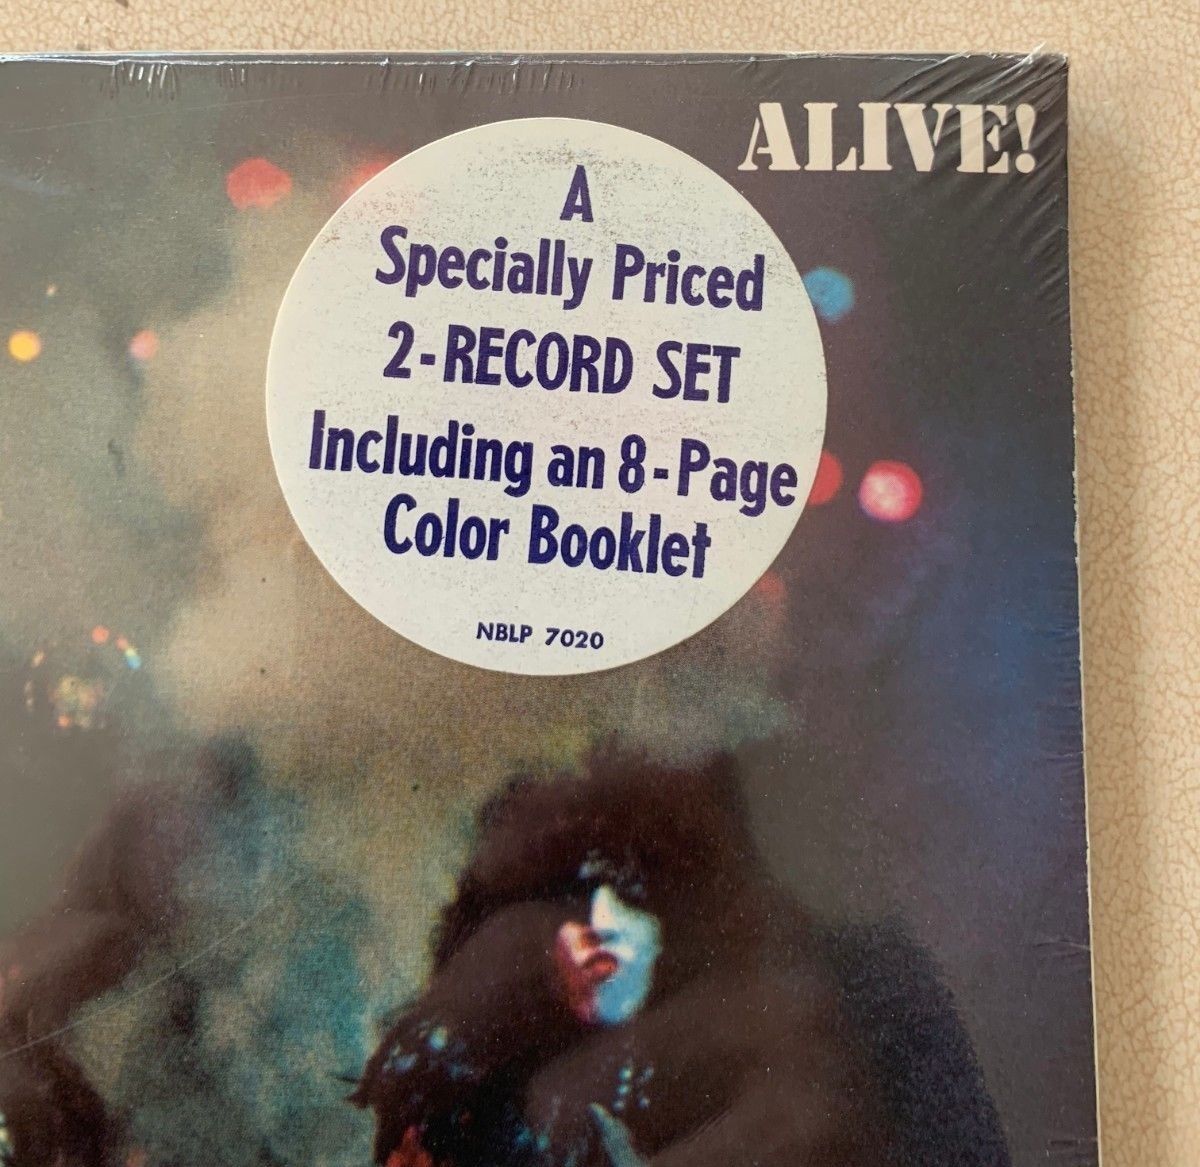 ALIVE!
A
Specially Priced
2-RECORD SET
Including an 8-Page
Color Booklet
NBLP 7020